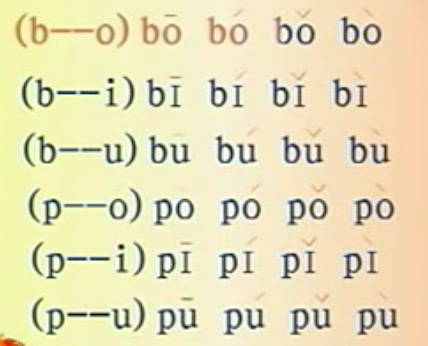 (b——o) bō bó bǒ bò
(b——i) bī bí bǐ bì
(b——u) bū bú bǔ bù
(p——o) pō pó pǒ pò
(p——i) pī pí pǐ pì
(p——u) pū pú pǔ pù